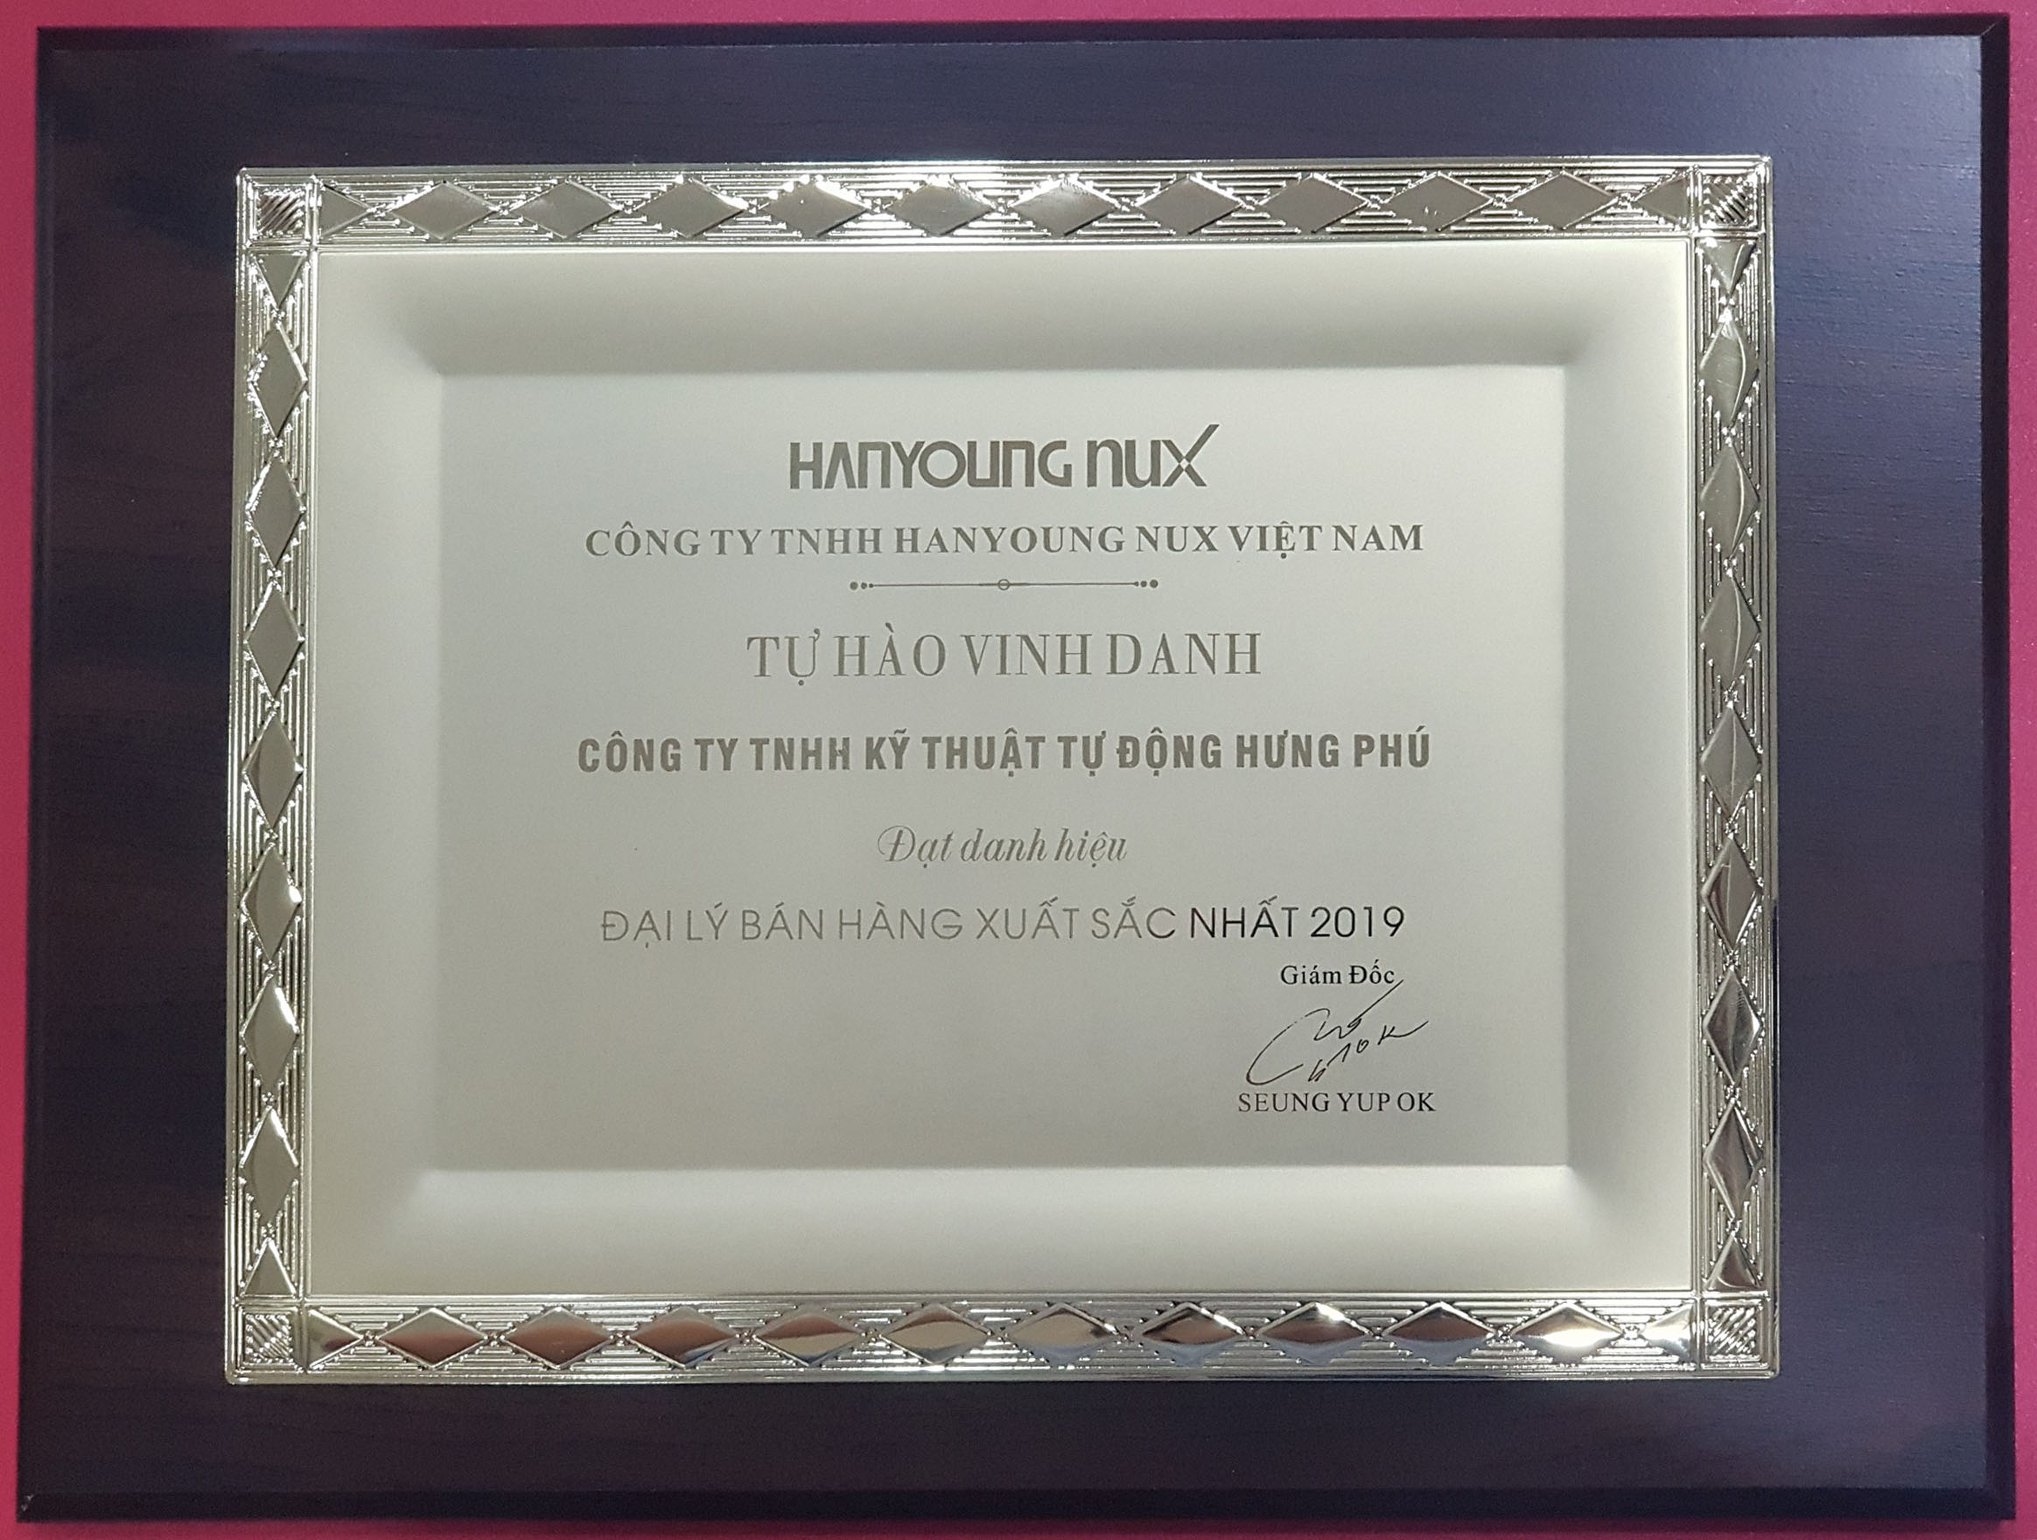 HANYOUNG NUX
CÔNG TY TNHH HANYOUNG NUX VIỆT NAM
TỰ HÀO VINH DANH
CÔNG TY TNHH KỸ THUẬT TỰ ĐỘNG HƯNG PHÚ
Đạt danh hiệu
ĐẠI LÝ BÁN HÀNG XUẤT SẮC NHẤT 2019
Giám Đốc
SEUNG YUP OK